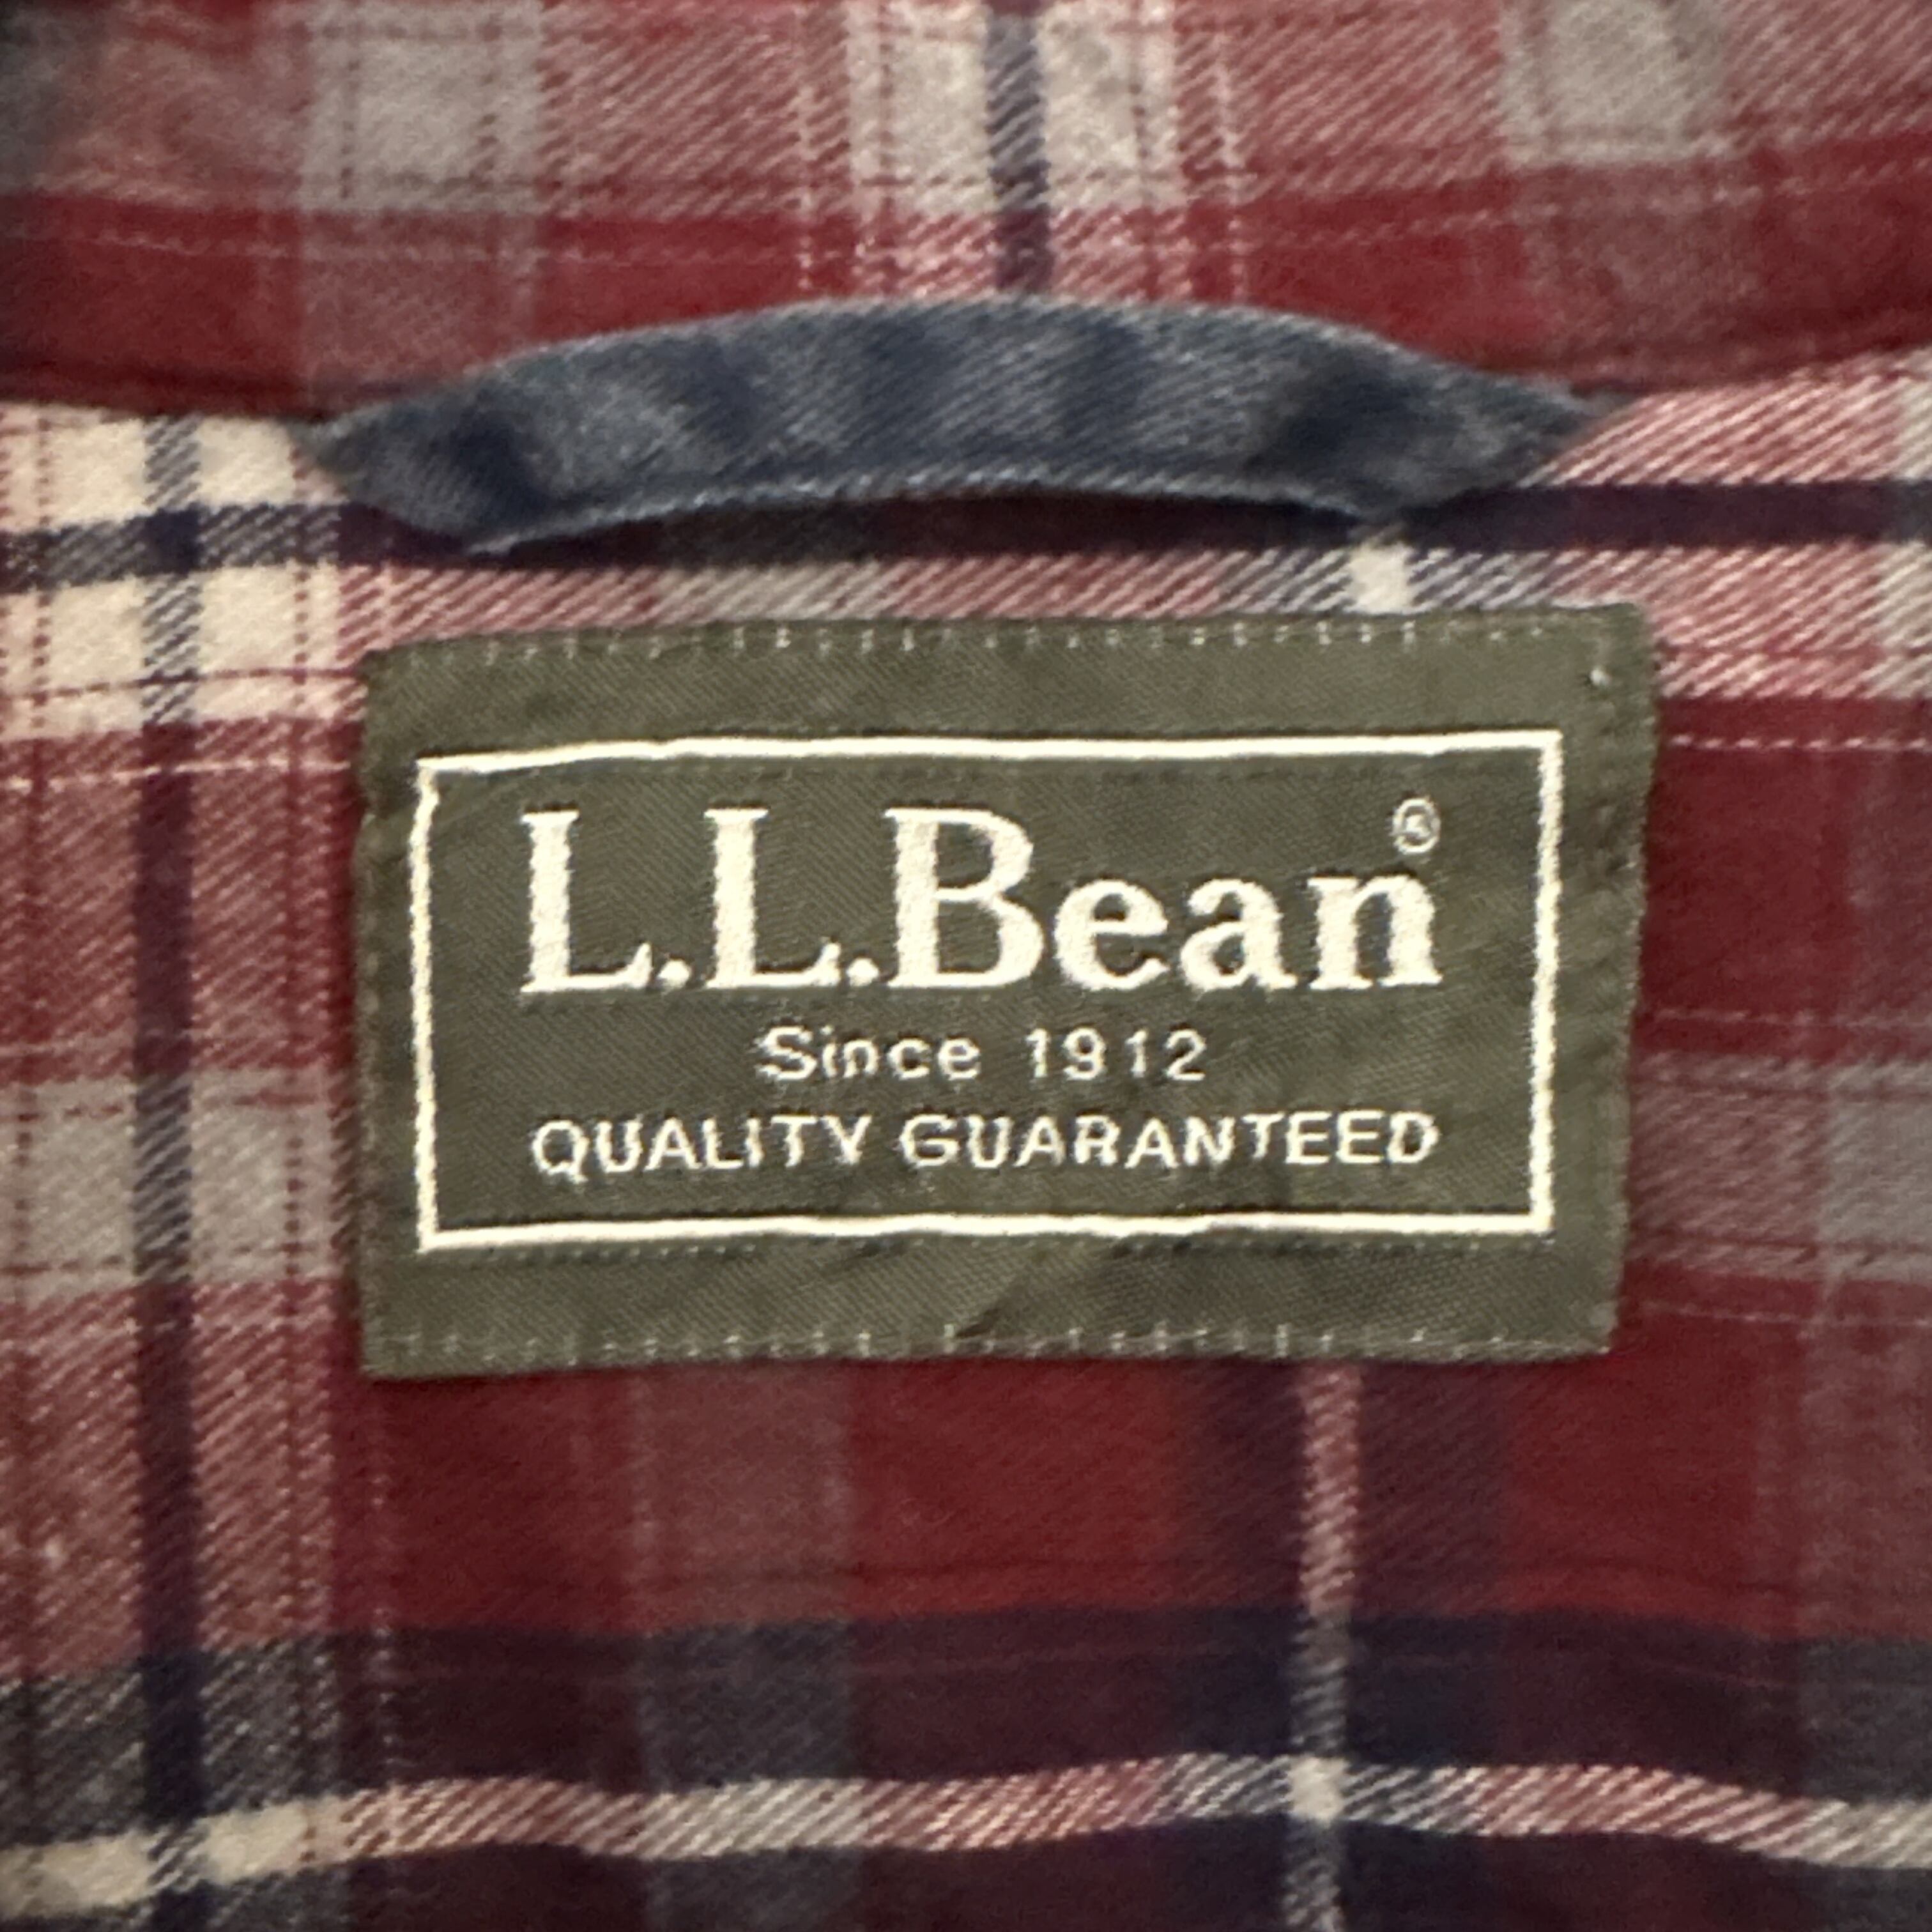 L.L.Bean®
Since 1912
QUALITY GUARANTEED